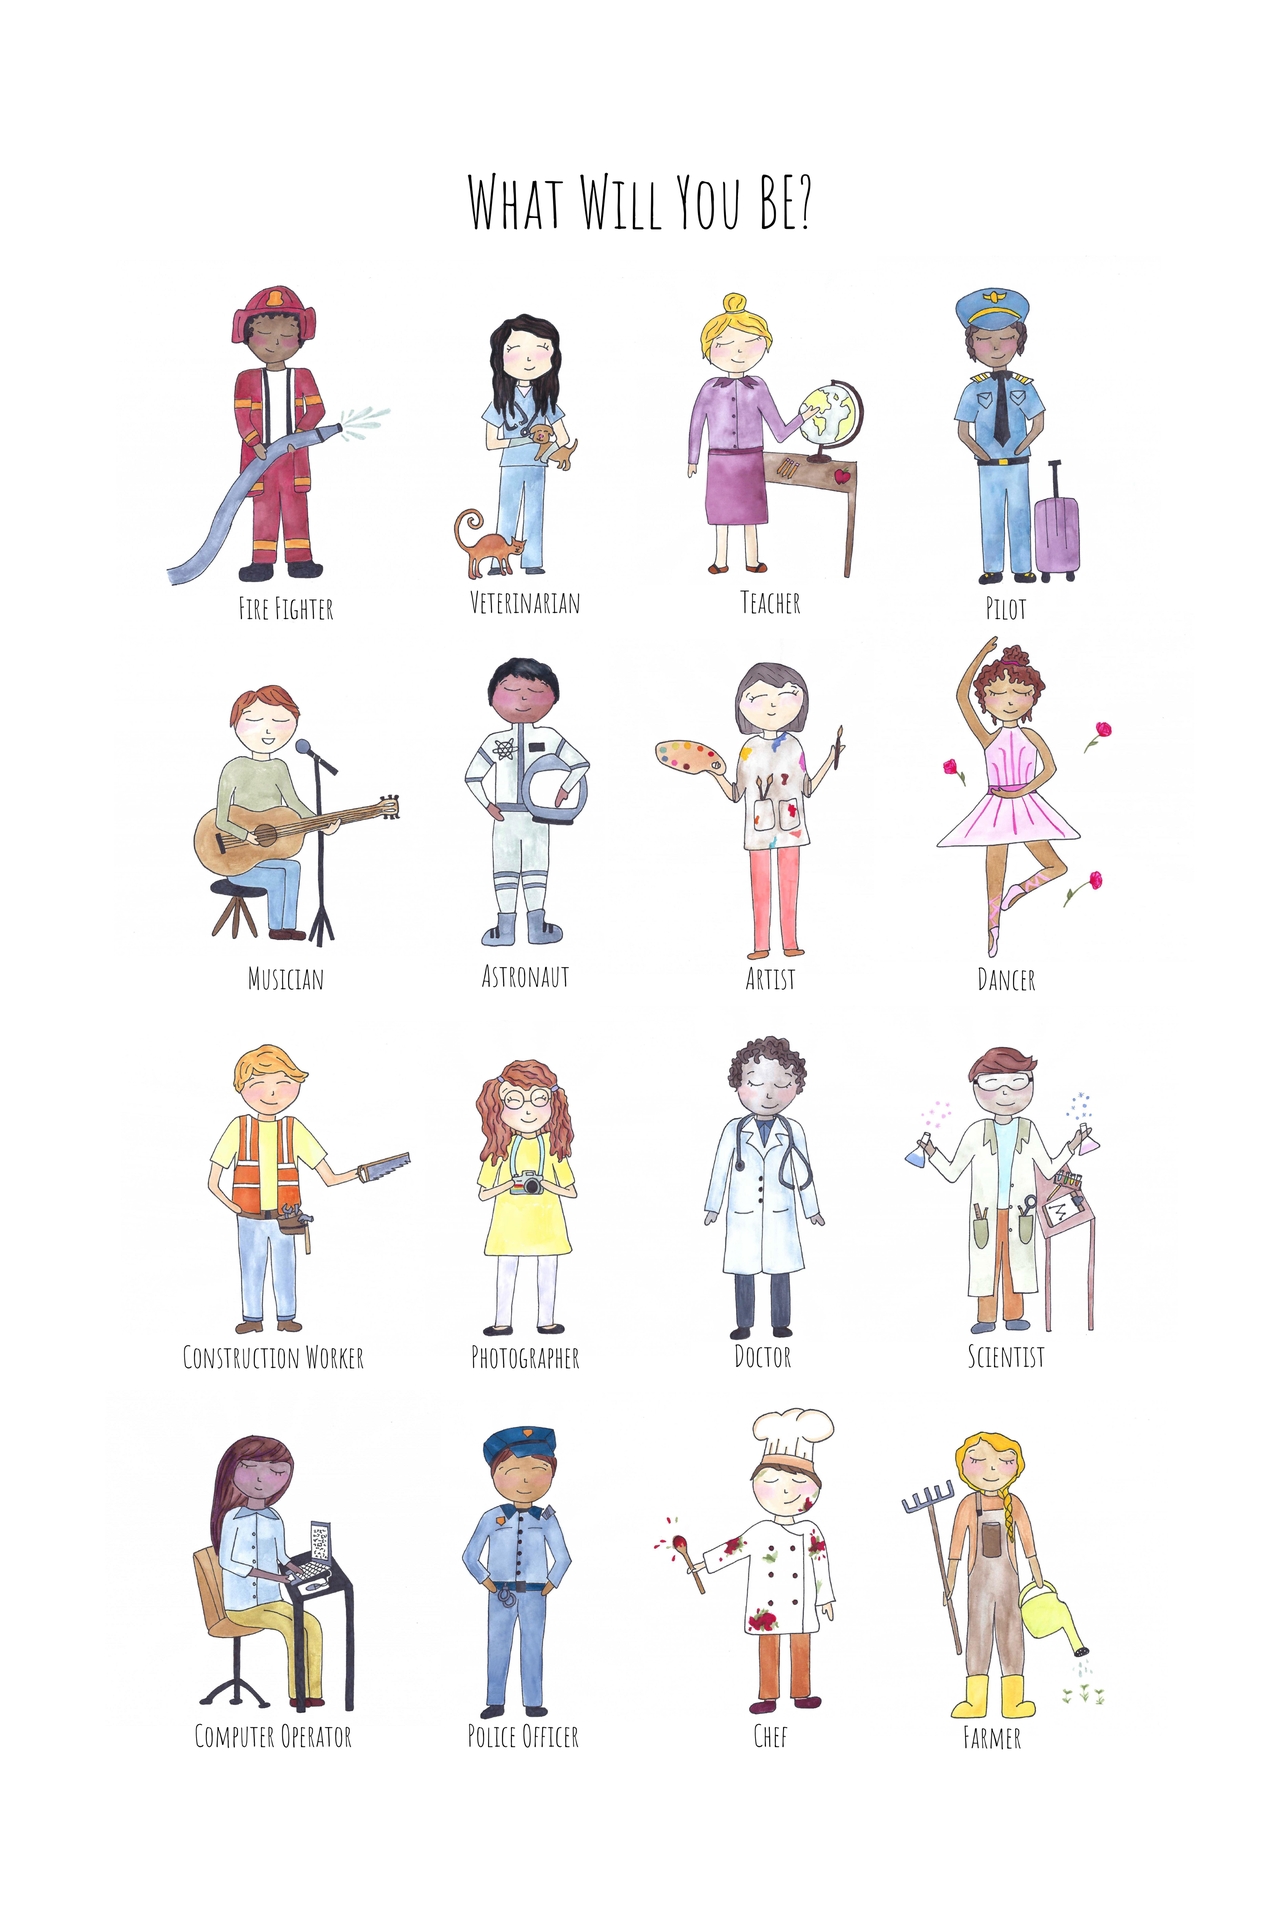 What Will You Be?
Fire Fighter
Veterinarian
Teacher
Pilot
Musician
Astronaut
Artist
Dancer
Construction Worker
Photographer
Doctor
Scientist
Computer Operator
Police Officer
Chef
Farmer